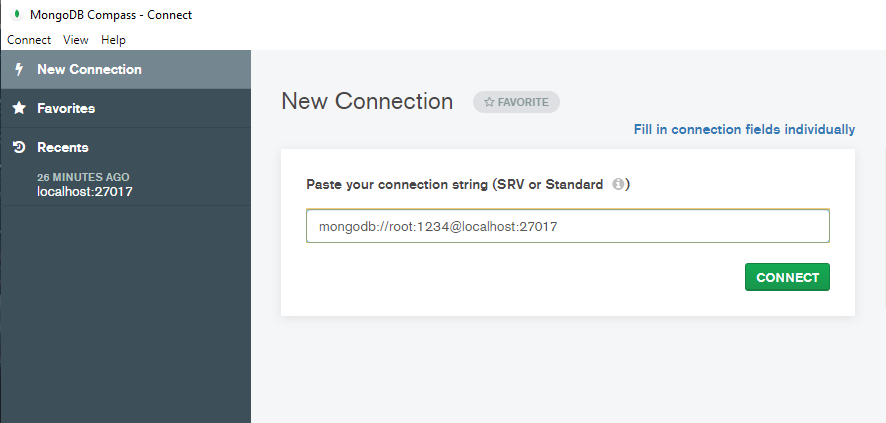 MongoDB Compass - Connect
Connect View Help
New Connection
Favorites
Recents
26 MINUTES AGO
localhost:27017
New Connection
FAVORITE
Fill in connection fields individually
Paste your connection string (SRV or Standard )
mongodb://root:1234@localhost:27017
CONNECT